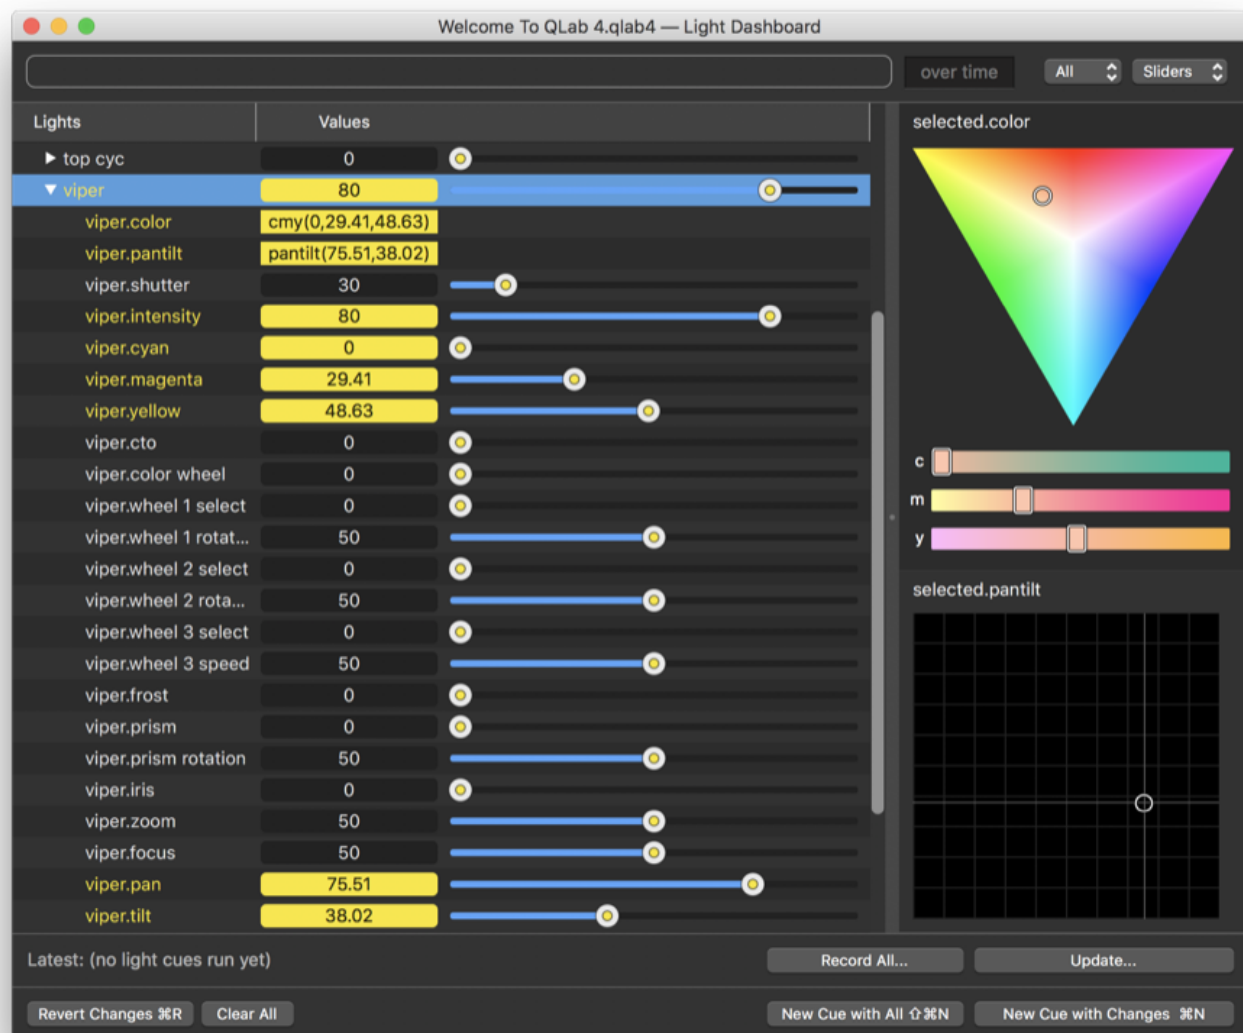 Welcome To QLab 4.qlab4 — Light Dashboard
over time All Sliders
Lights Values
top cyc 0
viper 80
viper.color cmy(0,29.41,48.63)
viper.pantilt pantilt(75.51,38.02)
viper.shutter 30
viper.intensity 80
viper.cyan 0
viper.magenta 29.41
viper.yellow 48.63
viper.cto 0
viper.color wheel 0
viper.wheel 1 select 0
viper.wheel 1 rotat... 50
viper.wheel 2 select 0
viper.wheel 2 rota... 50
viper.wheel 3 select 0
viper.wheel 3 speed 50
viper.frost 0
viper.prism 0
viper.prism rotation 50
viper.iris 0
viper.zoom 50
viper.focus 50
viper.pan 75.51
viper.tilt 38.02
selected.color
c
m
y
selected.pantilt
Latest: (no light cues run yet) Record All... Update...
Revert Changes ⌘R Clear All New Cue with All ⇧⌘N New Cue with Changes ⌘N